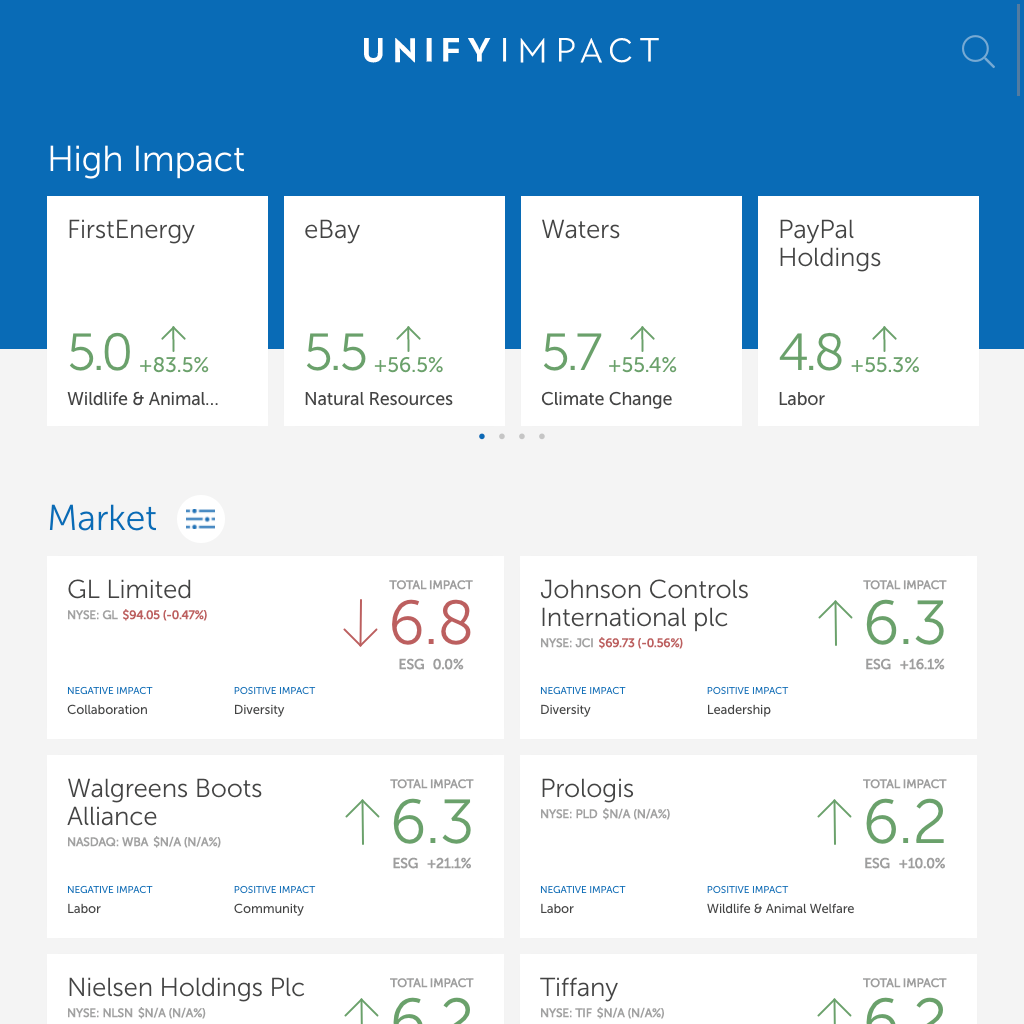 UNIFYIMPACT
High Impact
FirstEnergy
5.0 +83.5%
Wildlife & Animal...
eBay
5.5 +56.5%
Natural Resources
Waters
5.7 +55.4%
Climate Change
PayPal
Holdings
4.8 +55.3%
Labor
Market
GL Limited
NYSE: GL $94.05 (-0.47%)
TOTAL IMPACT
6.8
ESG 0.0%
NEGATIVE IMPACT
Collaboration
POSITIVE IMPACT
Diversity
Johnson Controls
International plc
NYSE: JCI $69.73 (-0.56%)
TOTAL IMPACT
6.3
ESG +16.1%
NEGATIVE IMPACT
Diversity
POSITIVE IMPACT
Leadership
Walgreens Boots
Alliance
NASDAQ: WBA $N/A (N/A%)
TOTAL IMPACT
6.3
ESG +21.1%
NEGATIVE IMPACT
Labor
POSITIVE IMPACT
Community
Prologis
NYSE: PLD $N/A (N/A%)
TOTAL IMPACT
6.2
ESG +10.0%
NEGATIVE IMPACT
Labor
POSITIVE IMPACT
Wildlife & Animal Welfare
Nielsen Holdings Plc
NYSE: NLSN $N/A (N/A%)
TOTAL IMPACT
6.2
Tiffany
NYSE: TIF $N/A (N/A%)
TOTAL IMPACT
6.2